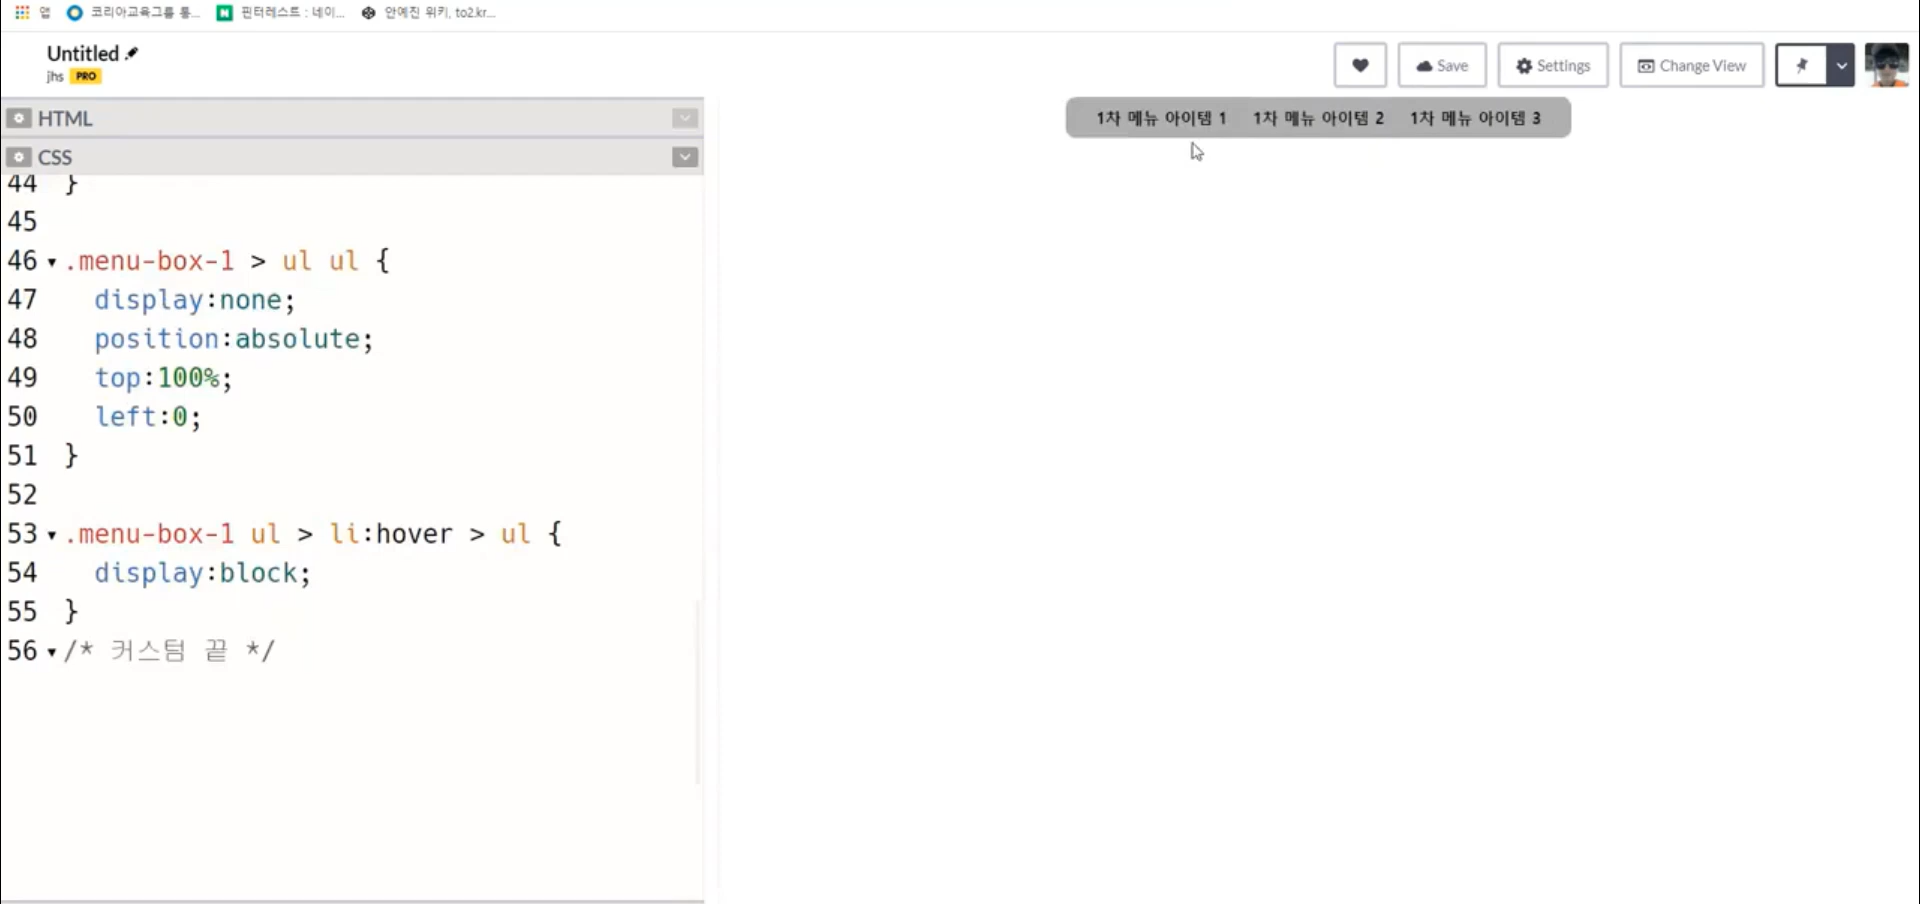 앱 코리아교육그룹 통... 핀터레스트 : 네이... 안예진 위키, to2.kr...
Untitled
jhs PRO
Save Settings Change View
HTML
CSS
44 }
45
46 .menu-box-1 > ul ul {
47 display:none;
48 position:absolute;
49 top:100%;
50 left:0;
51 }
52
53 .menu-box-1 ul > li:hover > ul {
54 display:block;
55 }
56 /* 커스텀 끝 */
1차 메뉴 아이템 1 1차 메뉴 아이템 2 1차 메뉴 아이템 3